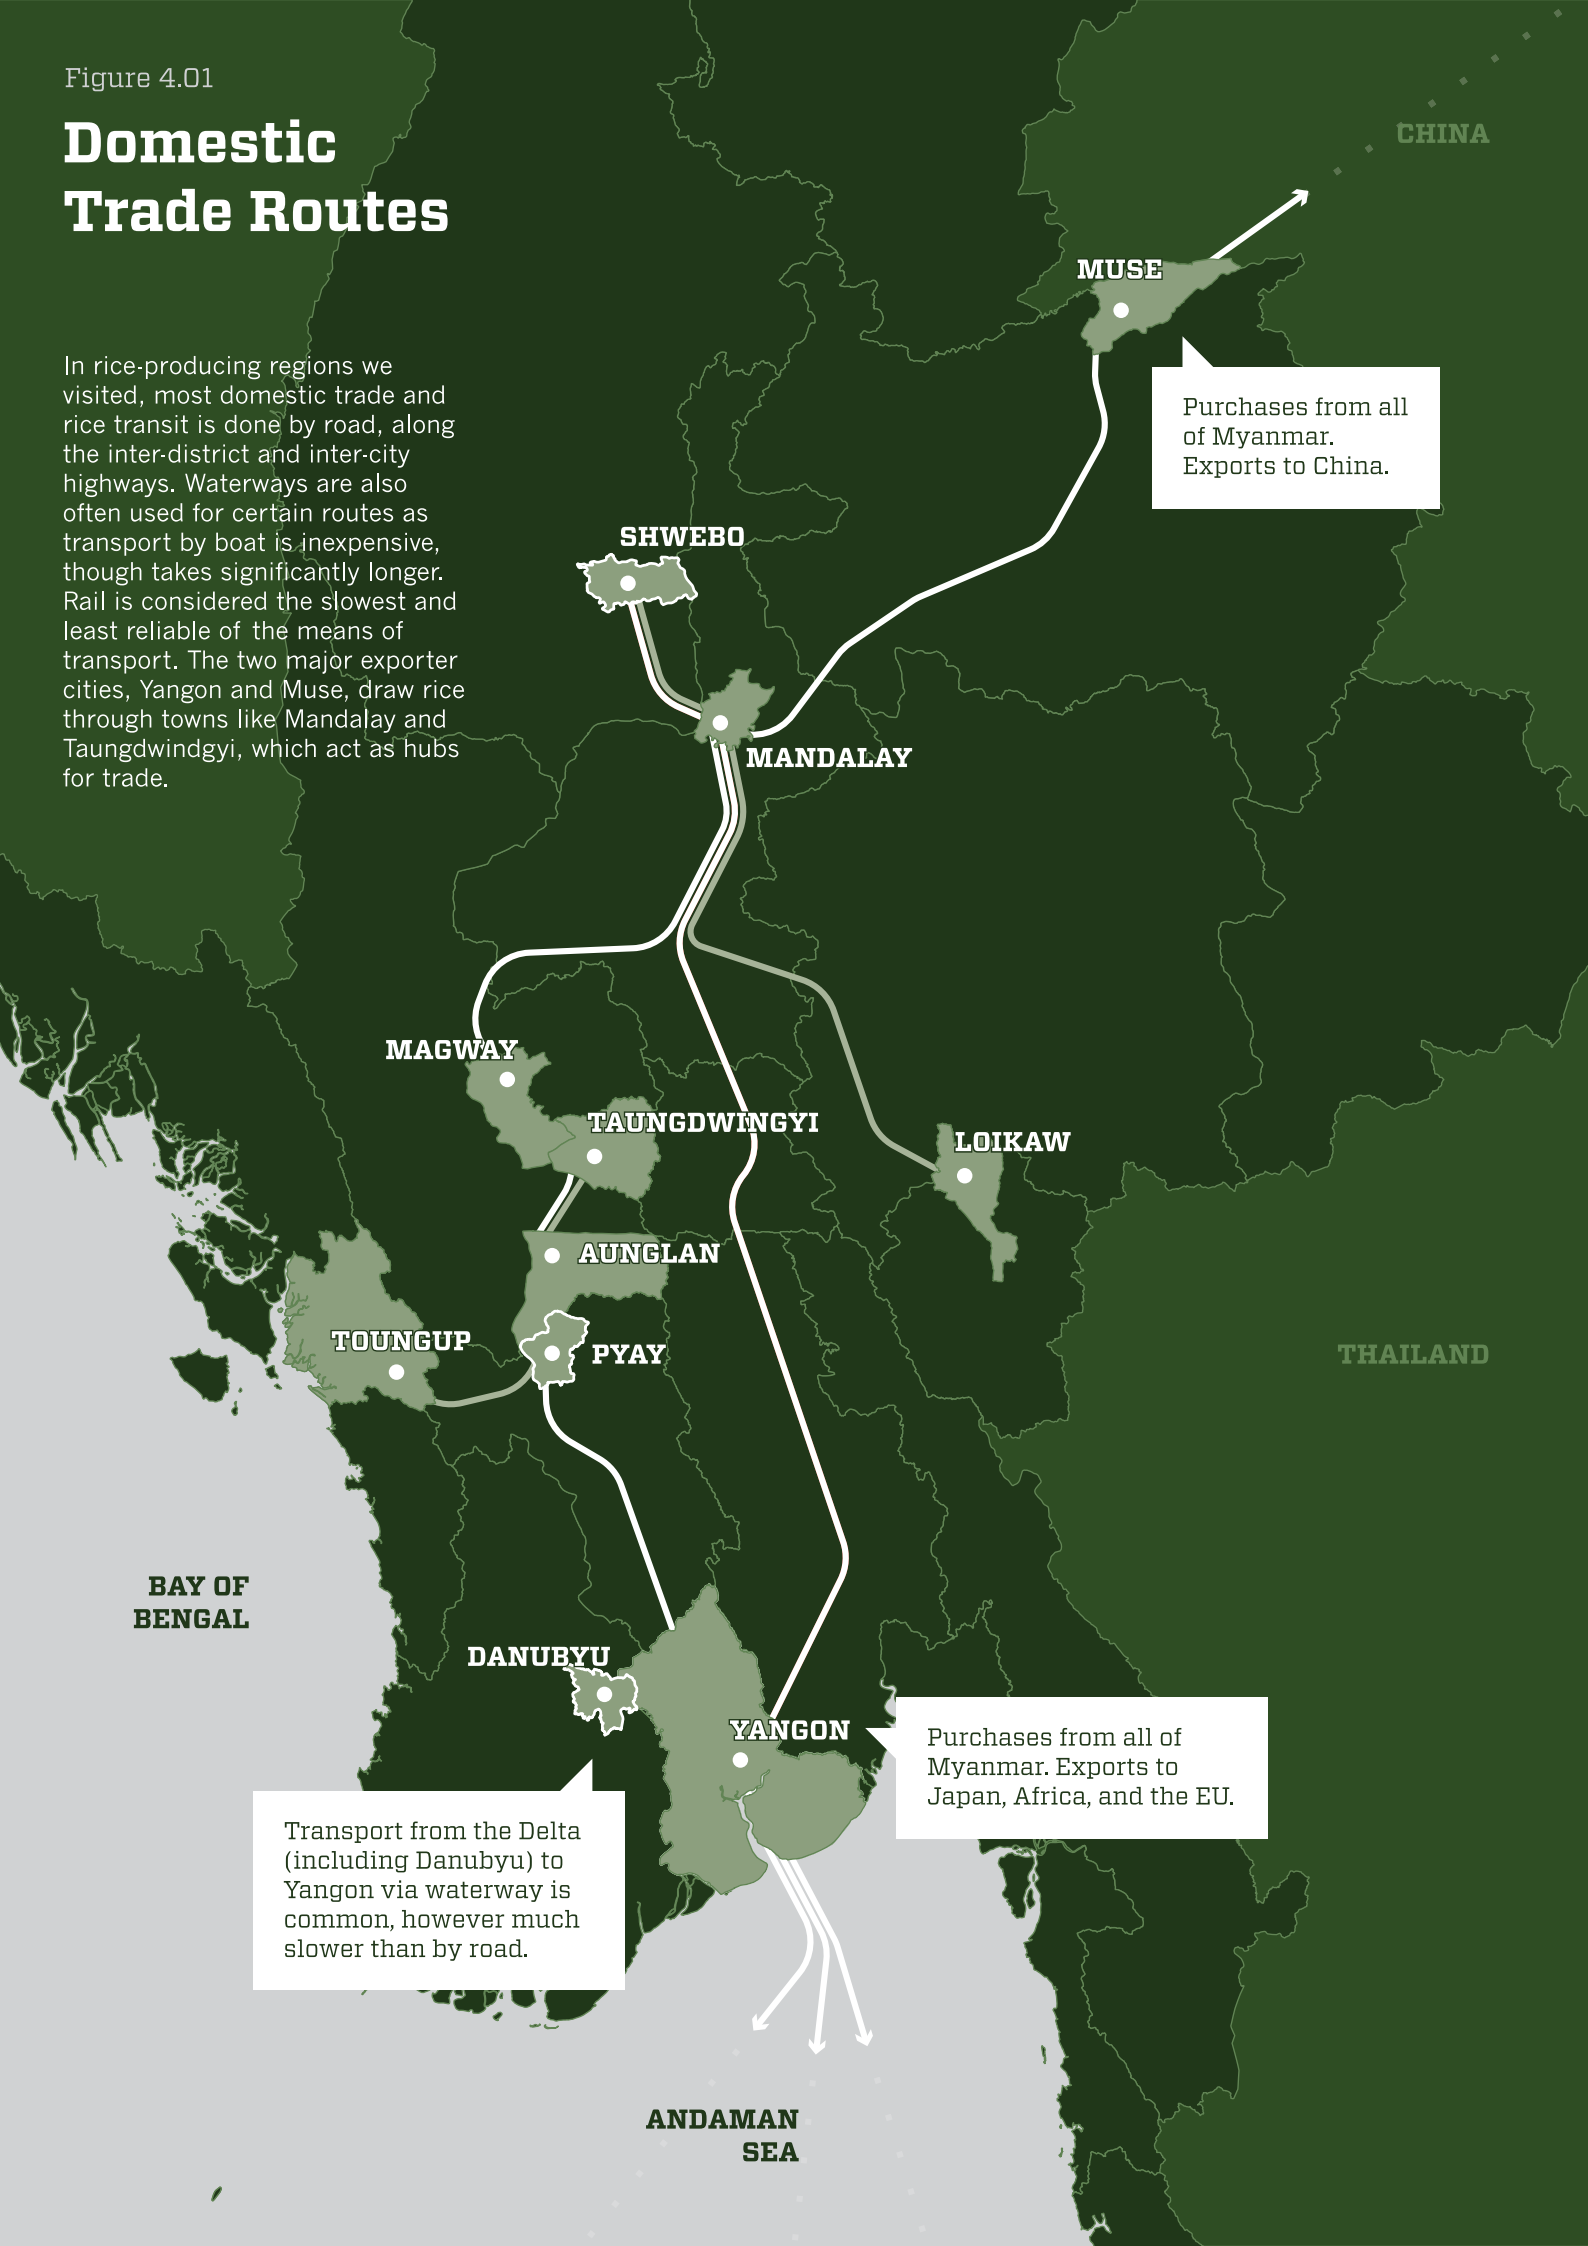 Figure 4.01
Domestic
Trade Routes
In rice-producing regions we
visited, most domestic trade and
rice transit is done by road, along
the inter-district and inter-city
highways. Waterways are also
often used for certain routes as
transport by boat is inexpensive,
though takes significantly longer.
Rail is considered the slowest and
least reliable of the means of
transport. The two major exporter
cities, Yangon and Muse, draw rice
through towns like Mandalay and
Taungdwindgyi, which act as hubs
for trade.
CHINA
MUSE
Purchases from all
of Myanmar.
Exports to China.
SHWEBO
MANDALAY
MAGWAY
TAUNGDWINGYI
LOIKAW
AUNGLAN
TOUNGUP
PYAY
THAILAND
BAY OF
BENGAL
DANUBYU
YANGON
Purchases from all of
Myanmar. Exports to
Japan, Africa, and the EU.
Transport from the Delta
(including Danubyu) to
Yangon via waterway is
common, however much
slower than by road.
ANDAMAN
SEA